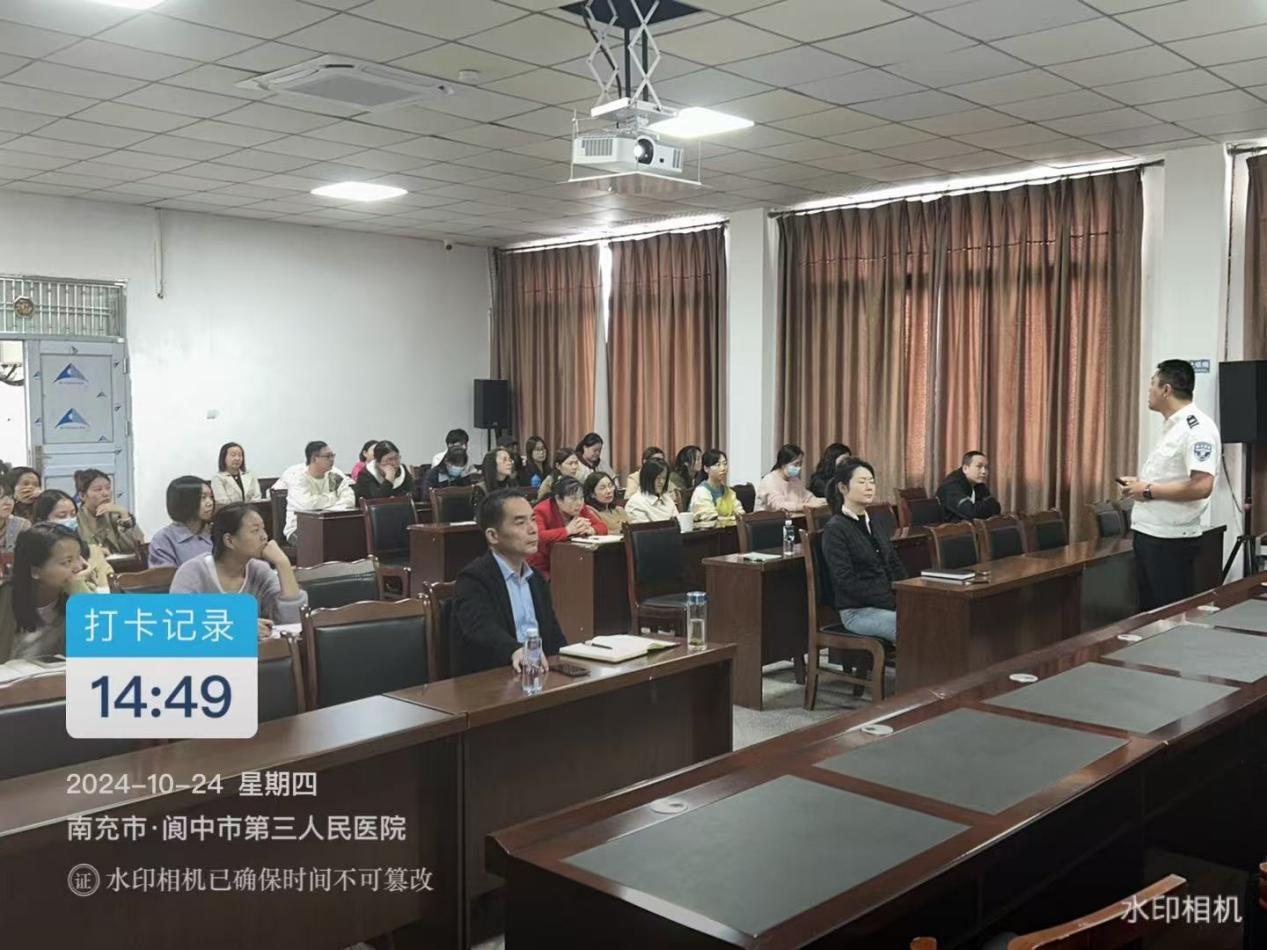 打卡记录
14:49
2024-10-24 星期四
南充市·阆中市第三人民医院
证 水印相机已确保时间不可篡改
水印相机